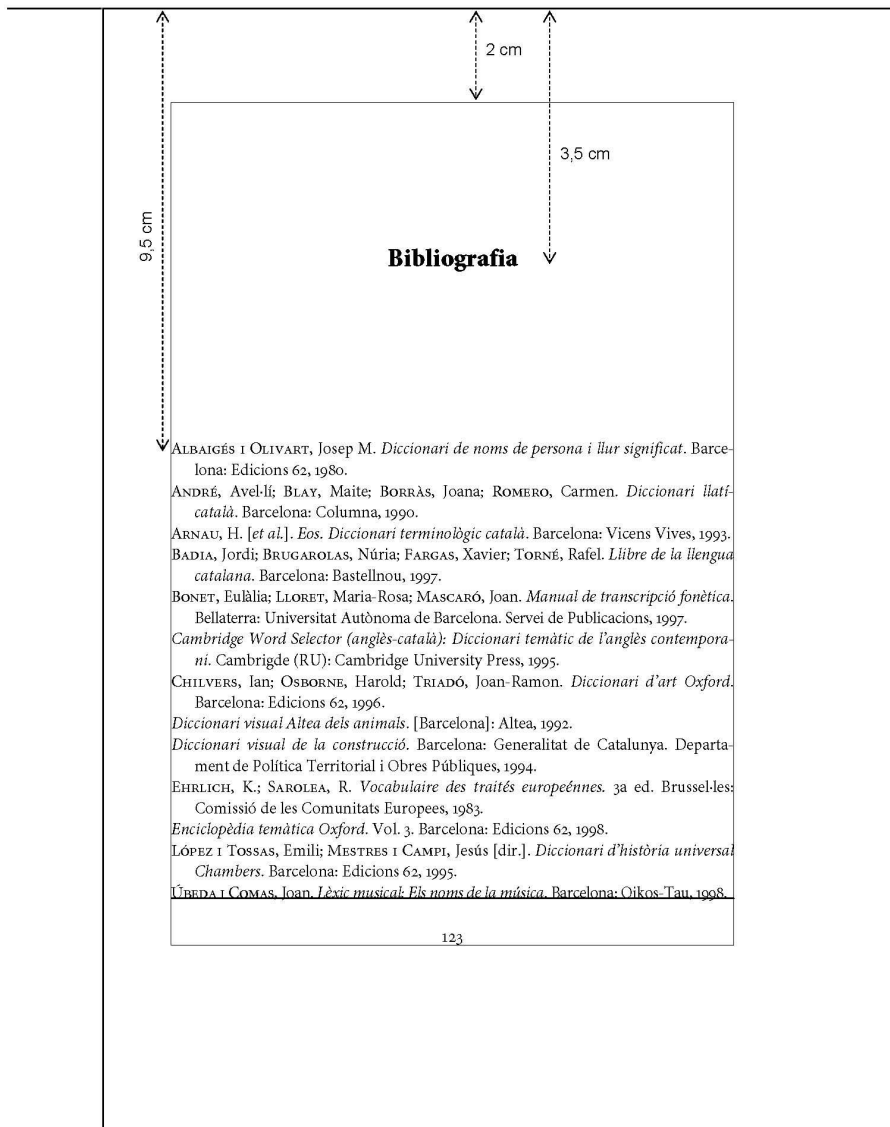 2 cm
3,5 cm
9,5 cm
Bibliografia
ALBAIGÉS I OLIVART, Josep M. Diccionari de noms de persona i llur significat. Barce-
lona: Edicions 62, 1980.
ANDRÉ, Avel·lí; BLAY, Maite; BORRÀS, Joana; ROMERO, Carmen. Diccionari llatí-
català. Barcelona: Columna, 1990.
ARNAU, H. [et al.]. Eos. Diccionari terminològic català. Barcelona: Vicens Vives, 1993.
BADIA, Jordi; BRUGAROLAS, Núria; FARGAS, Xavier; TORNÉ, Rafel. Llibre de la llengua
catalana. Barcelona: Bastellnou, 1997.
BONET, Eulàlia; LLORET, Maria-Rosa; MASCARÓ, Joan. Manual de transcripció fonètica.
Bellaterra: Universitat Autònoma de Barcelona. Servei de Publicacions, 1997.
Cambridge Word Selector (anglès-català): Diccionari temàtic de l'anglès contempora-
ni. Cambrigde (RU): Cambridge University Press, 1995.
CHILVERS, Ian; OSBORNE, Harold; TRIADÓ, Joan-Ramon. Diccionari d'art Oxford.
Barcelona: Edicions 62, 1996.
Diccionari visual Altea dels animals. [Barcelona]: Altea, 1992.
Diccionari visual de la construcció. Barcelona: Generalitat de Catalunya. Departa-
ment de Política Territorial i Obres Públiques, 1994.
EHRLICH, K.; SAROLEA, R. Vocabulaire des traités europeénnes. 3a ed. Brussel·les:
Comissió de les Comunitats Europees, 1983.
Enciclopèdia temàtica Oxford. Vol. 3. Barcelona: Edicions 62, 1998.
LÓPEZ I TOSSAS, Emili; MESTRES I CAMPI, Jesús [dir.]. Diccionari d'història universal
Chambers. Barcelona: Edicions 62, 1995.
ÚBEDA I COMAS, Joan. Lèxic musical: Els noms de la música. Barcelona: Oikos-Tau, 1998.
123